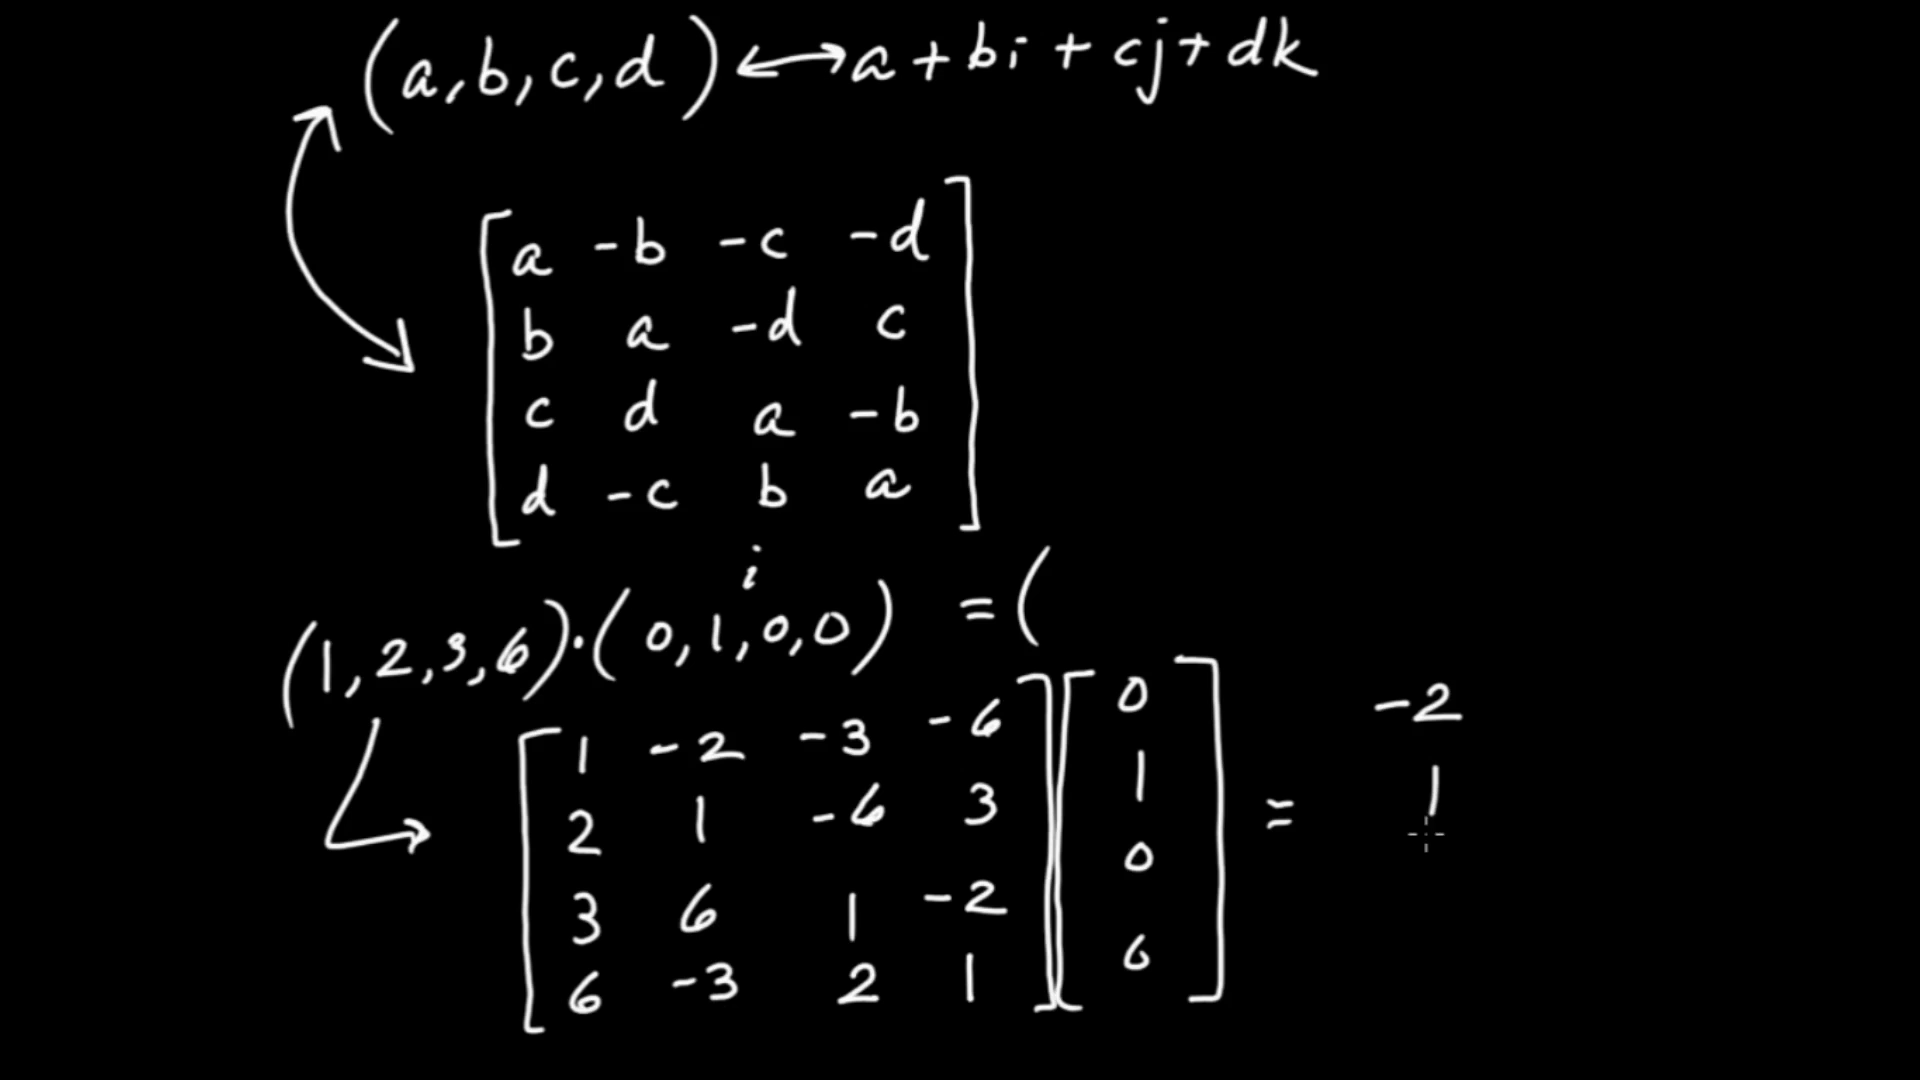 (a, b, c, d) ⟷ a + bi + cj + dk
[ a -b -c -d ]
[ b a -d c ]
[ c d a -b ]
[ d -c b a ]
i
(1, 2, 3, 6) · (0, 1, 0, 0) = (
[ 1 -2 -3 -6 ] [ 0 ] -2
[ 2 1 -6 3 ] [ 1 ] = 1
[ 3 6 1 -2 ] [ 0 ]
[ 6 -3 2 1 ] [ 0 ]